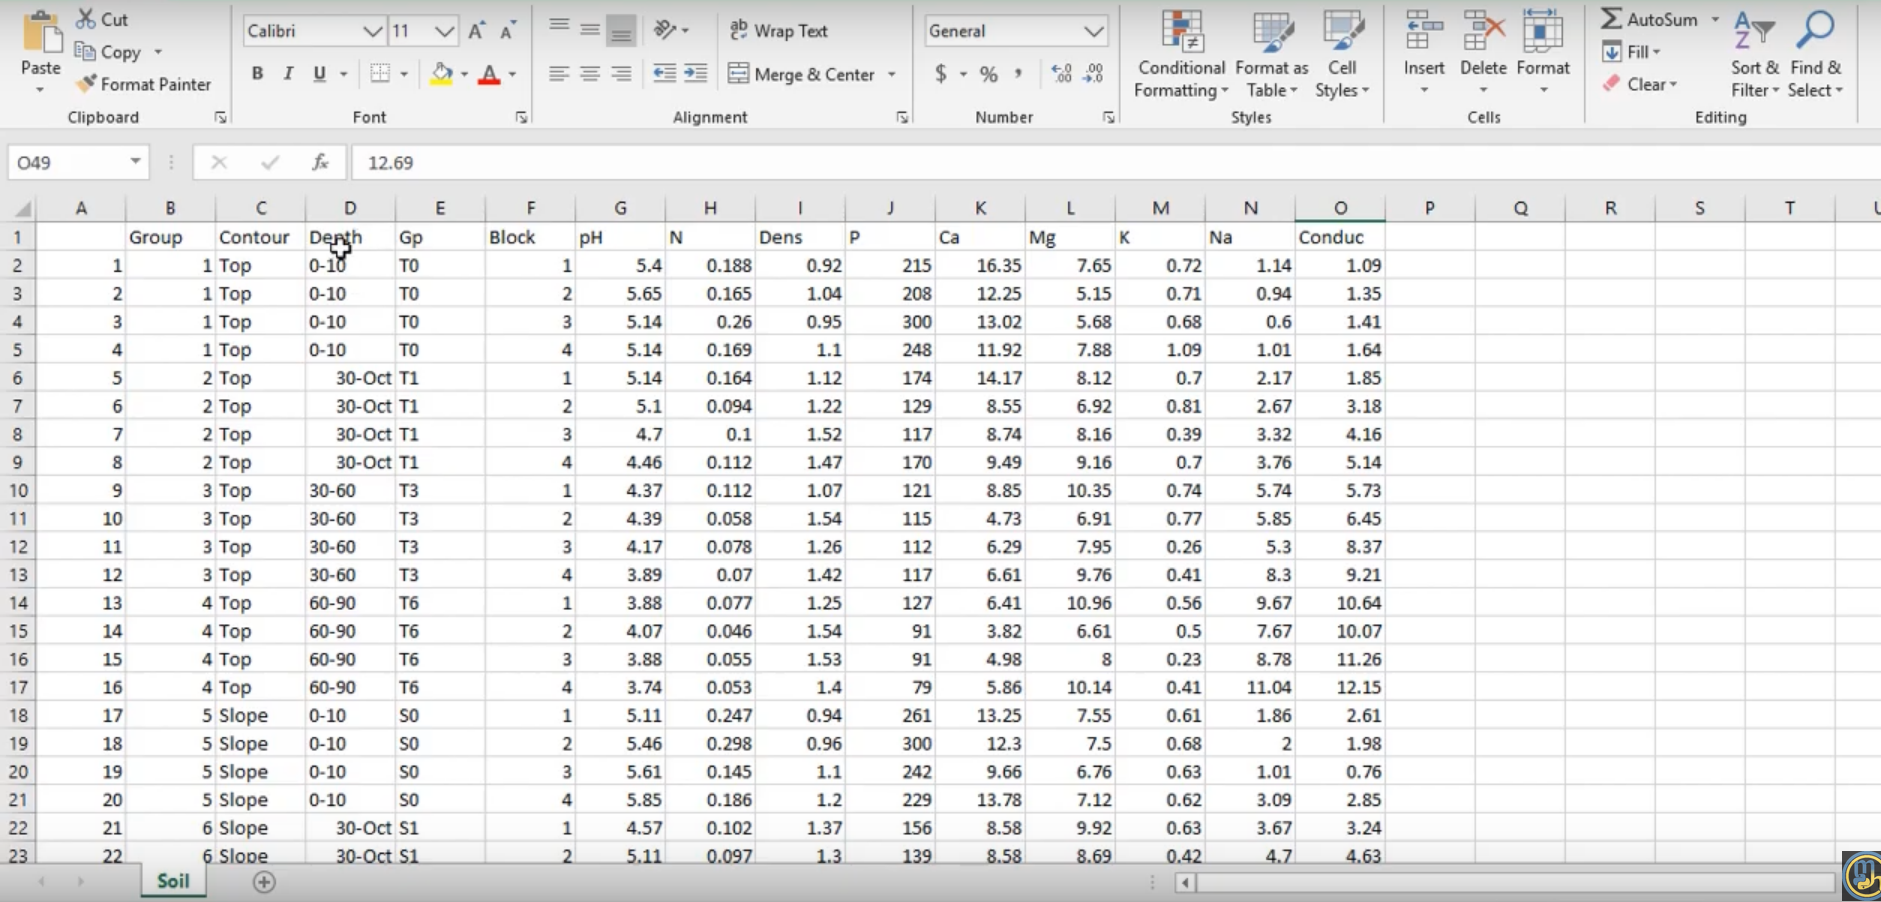 Cut
Calibri 11 A A Wrap Text General AutoSum
Copy Fill
Paste Format Painter B I U A Merge & Center $ % , Conditional Formatting Format as Table Cell Styles Insert Delete Format Clear Sort & Filter Find & Select
Clipboard Font Alignment Number Styles Cells Editing
O49 fx 12.69
A B C D E F G H I J K L M N O P Q R S T U
1 Group Contour Depth Gp Block pH N Dens P Ca Mg K Na Conduc
2 1 1 Top 0-10 T0 1 5.4 0.188 0.92 215 16.35 7.65 0.72 1.14 1.09
3 2 1 Top 0-10 T0 2 5.65 0.165 1.04 208 12.25 5.15 0.71 0.94 1.35
4 3 1 Top 0-10 T0 3 5.14 0.26 0.95 300 13.02 5.68 0.68 0.6 1.41
5 4 1 Top 0-10 T0 4 5.14 0.169 1.1 248 11.92 7.88 1.09 1.01 1.64
6 5 2 Top 30-Oct T1 1 5.14 0.164 1.12 174 14.17 8.12 0.7 2.17 1.85
7 6 2 Top 30-Oct T1 2 5.1 0.094 1.22 129 8.55 6.92 0.81 2.67 3.18
8 7 2 Top 30-Oct T1 3 4.7 0.1 1.52 117 8.74 8.16 0.39 3.32 4.16
9 8 2 Top 30-Oct T1 4 4.46 0.112 1.47 170 9.49 9.16 0.7 3.76 5.14
10 9 3 Top 30-60 T3 1 4.37 0.112 1.07 121 8.85 10.35 0.74 5.74 5.73
11 10 3 Top 30-60 T3 2 4.39 0.058 1.54 115 4.73 6.91 0.77 5.85 6.45
12 11 3 Top 30-60 T3 3 4.17 0.078 1.26 112 6.29 7.95 0.26 5.3 8.37
13 12 3 Top 30-60 T3 4 3.89 0.07 1.42 117 6.61 9.76 0.41 8.3 9.21
14 13 4 Top 60-90 T6 1 3.88 0.077 1.25 127 6.41 10.96 0.56 9.67 10.64
15 14 4 Top 60-90 T6 2 4.07 0.046 1.54 91 3.82 6.61 0.5 7.67 10.07
16 15 4 Top 60-90 T6 3 3.88 0.055 1.53 91 4.98 8 0.23 8.78 11.26
17 16 4 Top 60-90 T6 4 3.74 0.053 1.4 79 5.86 10.14 0.41 11.04 12.15
18 17 5 Slope 0-10 S0 1 5.11 0.247 0.94 261 13.25 7.55 0.61 1.86 2.61
19 18 5 Slope 0-10 S0 2 5.46 0.298 0.96 300 12.3 7.5 0.68 2 1.98
20 19 5 Slope 0-10 S0 3 5.61 0.145 1.1 242 9.66 6.76 0.63 1.01 0.76
21 20 5 Slope 0-10 S0 4 5.85 0.186 1.2 229 13.78 7.12 0.62 3.09 2.85
22 21 6 Slope 30-Oct S1 1 4.57 0.102 1.37 156 8.58 9.92 0.63 3.67 3.24
23 22 6 Slope 30-Oct S1 2 5.11 0.097 1.3 139 8.58 8.69 0.42 4.7 4.63
Soil